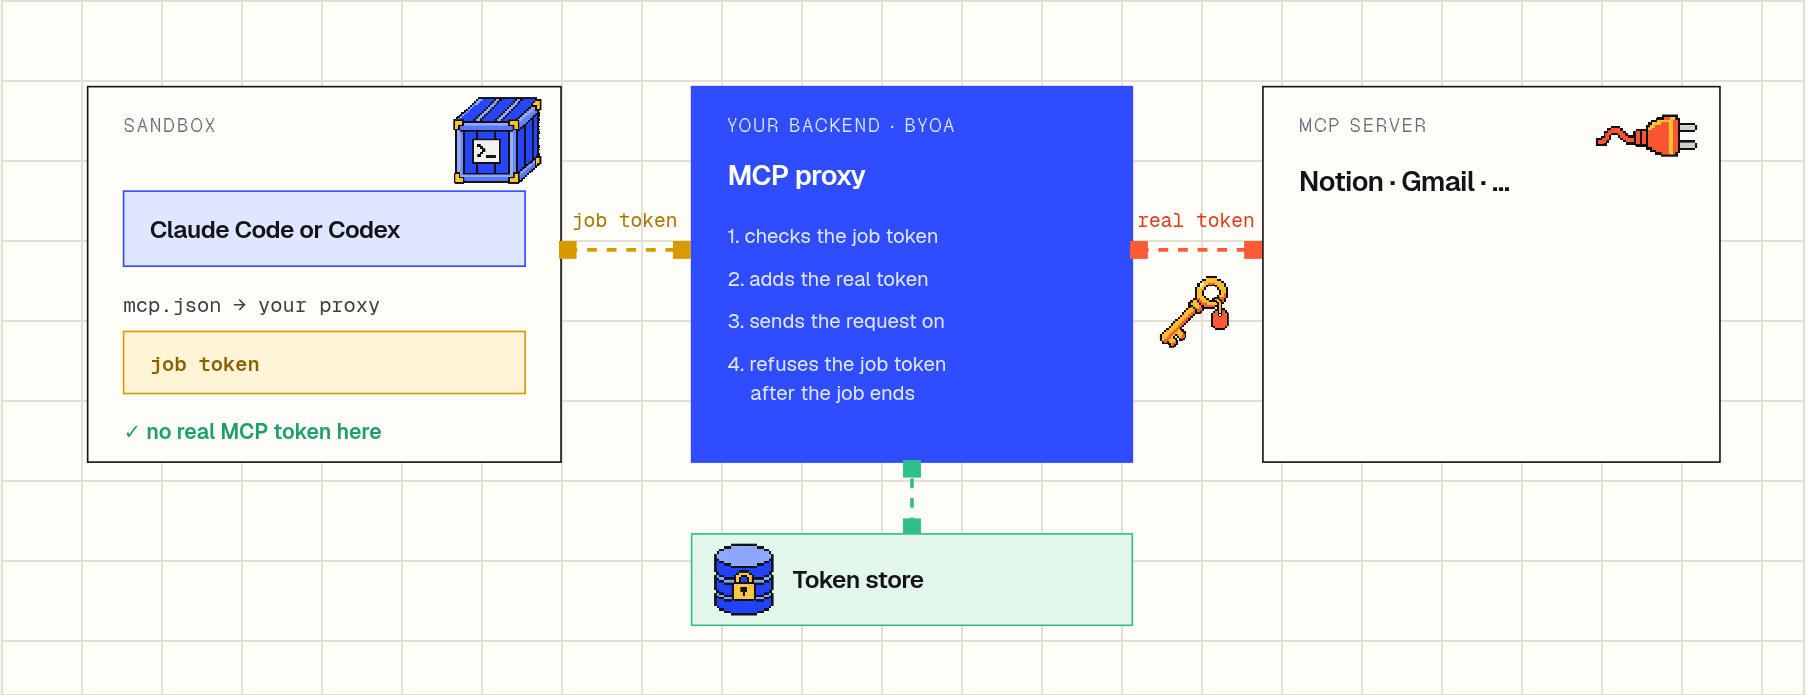 SANDBOX
>_
Claude Code or Codex
mcp.json → your proxy
job token
✓ no real MCP token here
job token
YOUR BACKEND · BYOA
MCP proxy
1. checks the job token
2. adds the real token
3. sends the request on
4. refuses the job token
after the job ends
real token
MCP SERVER
Notion · Gmail · ...
Token store